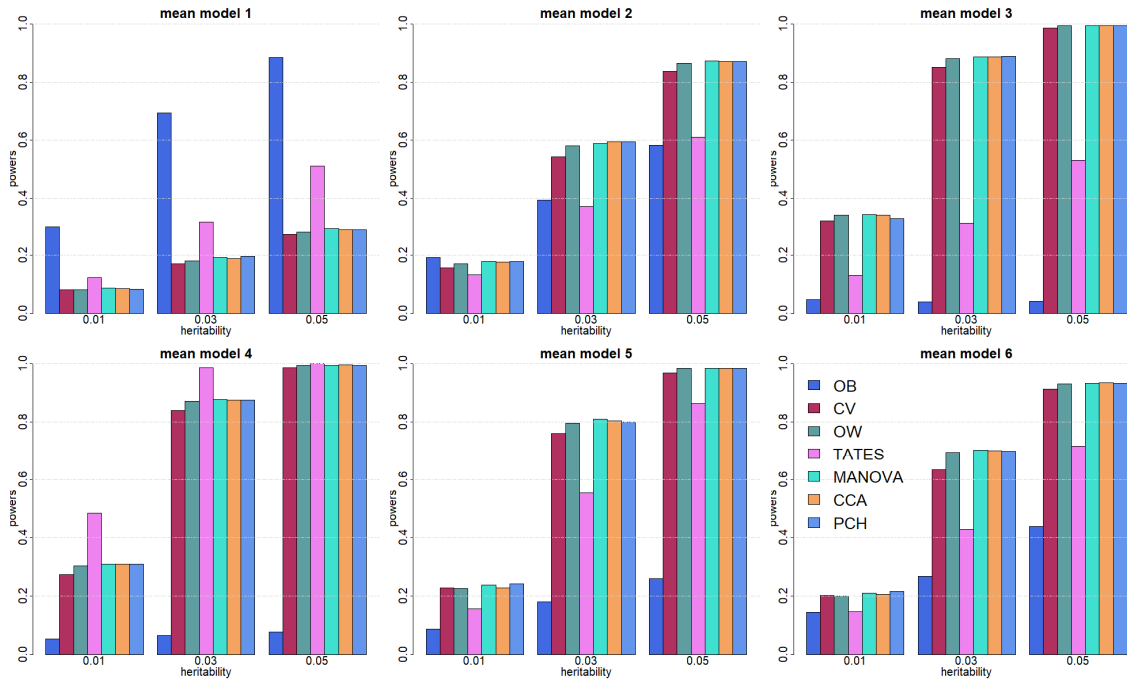 mean model 1
powers
0.0 0.2 0.4 0.6 0.8 1.0
0.01 0.03 0.05
heritability
mean model 2
powers
0.0 0.2 0.4 0.6 0.8 1.0
0.01 0.03 0.05
heritability
mean model 3
powers
0.0 0.2 0.4 0.6 0.8 1.0
0.01 0.03 0.05
heritability
mean model 4
powers
0.0 0.2 0.4 0.6 0.8 1.0
0.01 0.03 0.05
heritability
mean model 5
powers
0.0 0.2 0.4 0.6 0.8 1.0
0.01 0.03 0.05
heritability
mean model 6
powers
0.0 0.2 0.4 0.6 0.8 1.0
OB
CV
OW
TATES
MANOVA
CCA
PCH
0.01 0.03 0.05
heritability